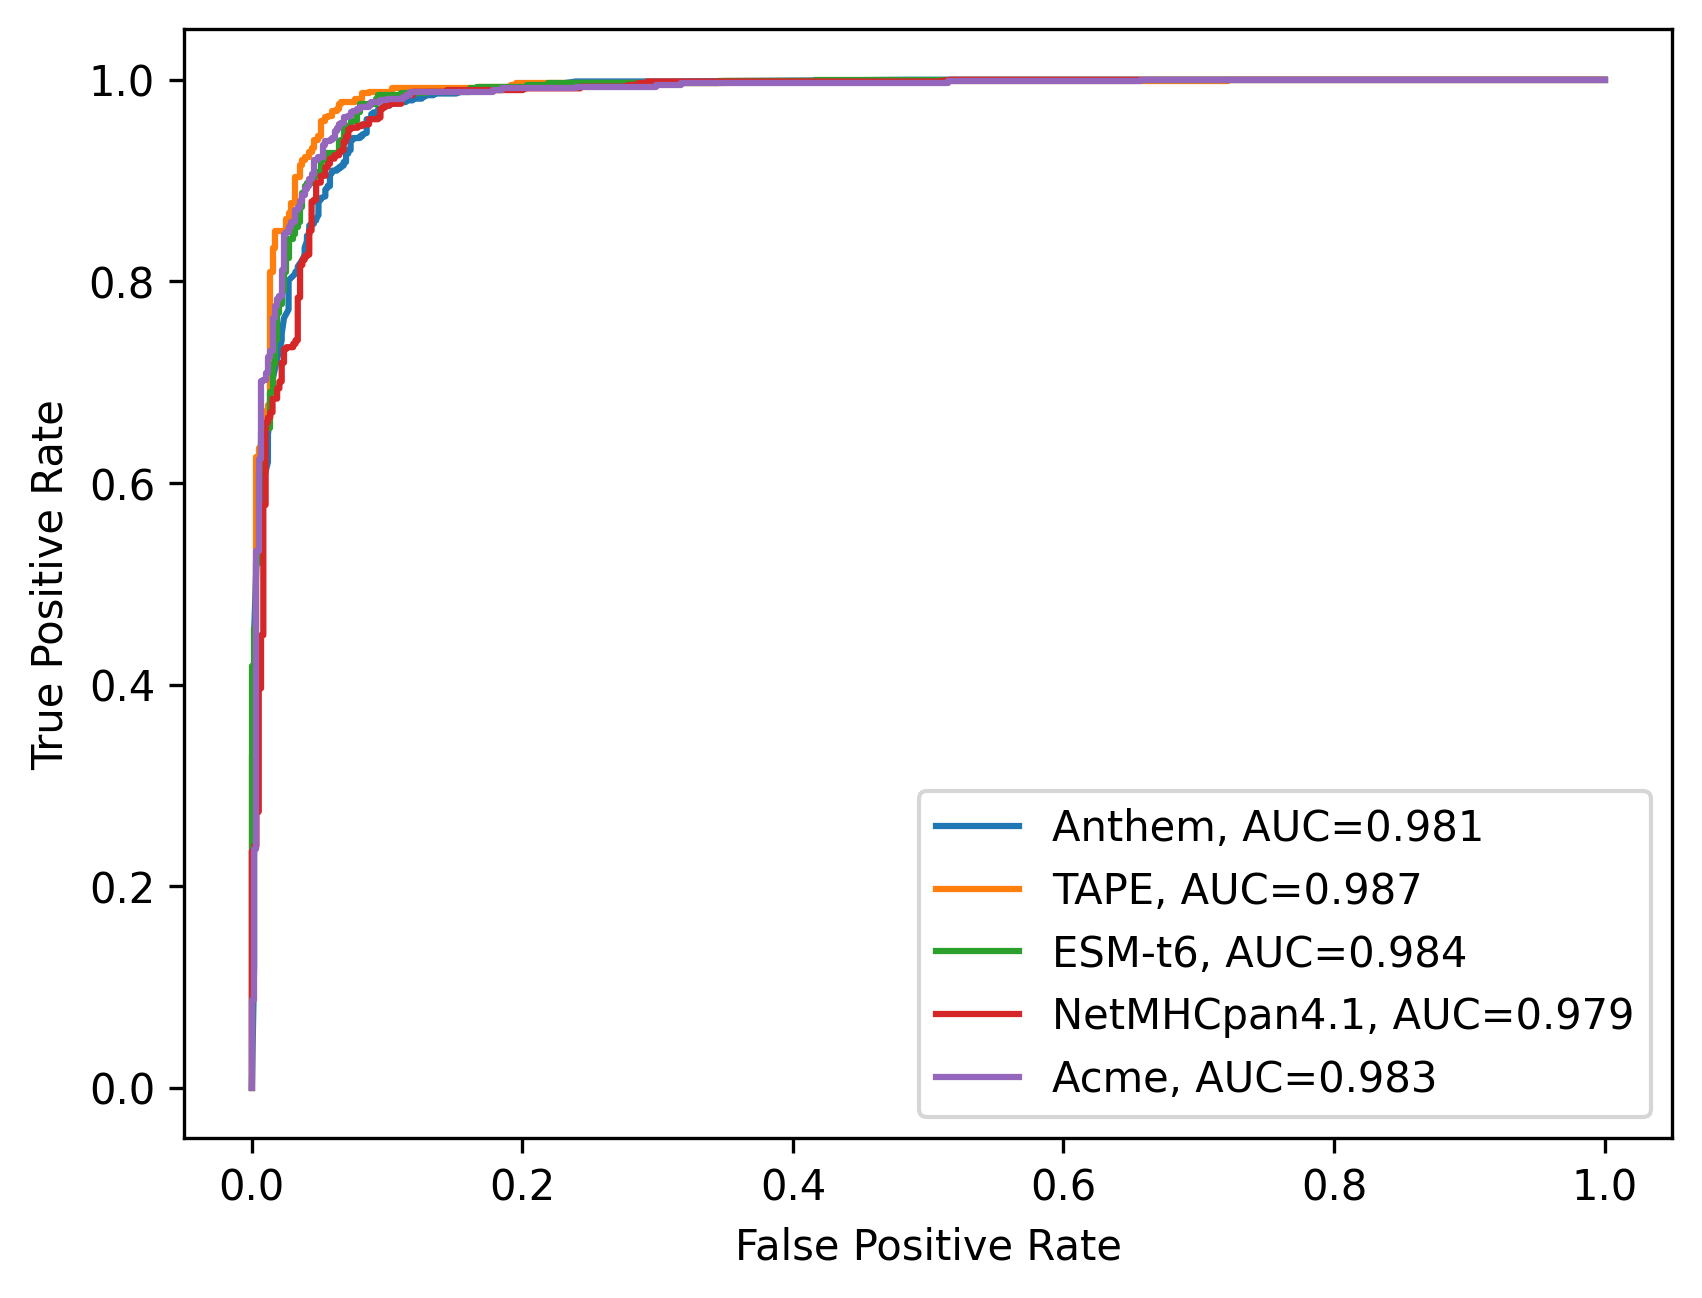 1.0
0.8
0.6
0.4
0.2
0.0
True Positive Rate
Anthem, AUC=0.981
TAPE, AUC=0.987
ESM-t6, AUC=0.984
NetMHCpan4.1, AUC=0.979
Acme, AUC=0.983
0.0 0.2 0.4 0.6 0.8 1.0
False Positive Rate